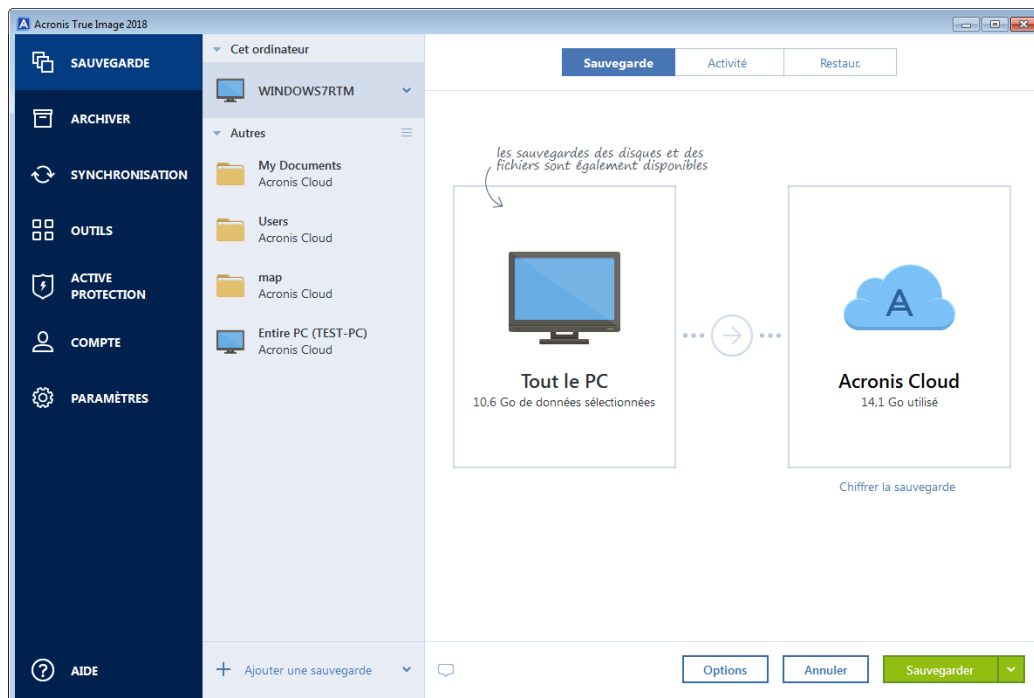 Acronis True Image 2018
SAUVEGARDE
ARCHIVER
SYNCHRONISATION
OUTILS
ACTIVE
PROTECTION
COMPTE
PARAMÈTRES
AIDE
Cet ordinateur
WINDOWS7RTM
Autres
My Documents
Acronis Cloud
Users
Acronis Cloud
map
Acronis Cloud
Entire PC (TEST-PC)
Acronis Cloud
Ajouter une sauvegarde
Sauvegarde
Activité
Restaur.
les sauvegardes des disques et des
fichiers sont également disponibles
Tout le PC
10,6 Go de données sélectionnées
Acronis Cloud
14,1 Go utilisé
Chiffrer la sauvegarde
Options
Annuler
Sauvegarder